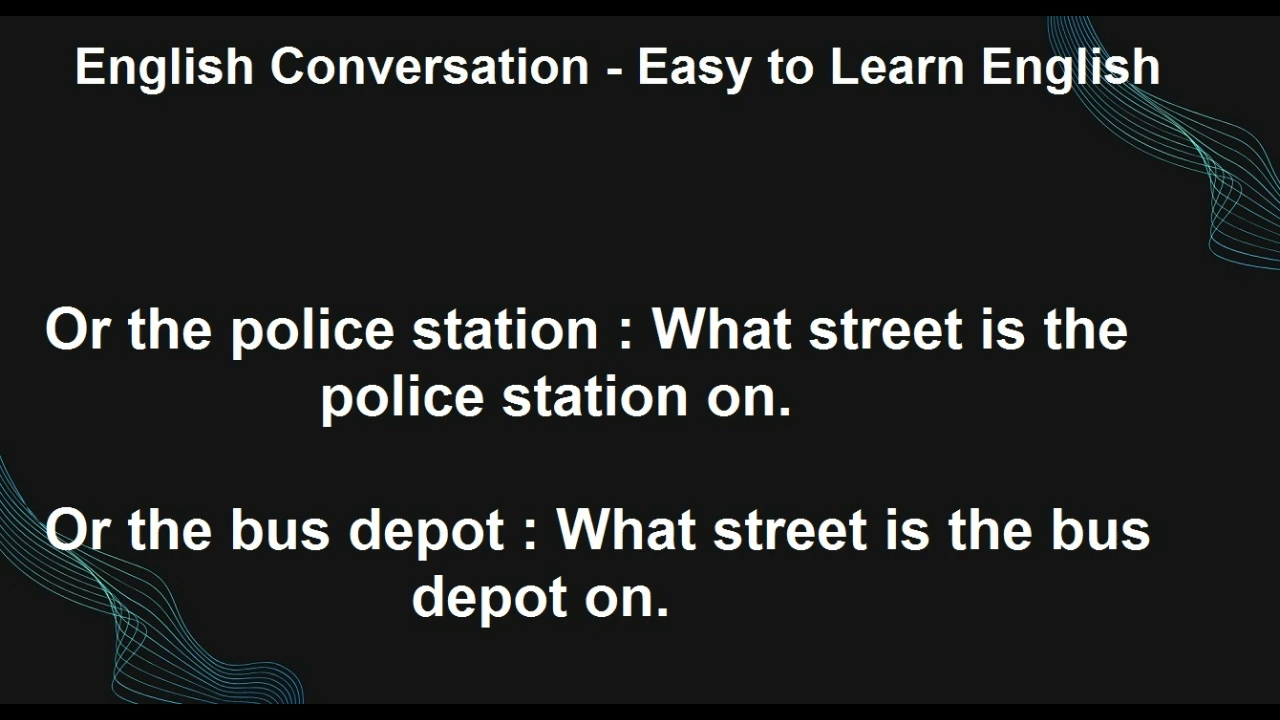 English Conversation - Easy to Learn English
Or the police station : What street is the
police station on.
Or the bus depot : What street is the bus
depot on.